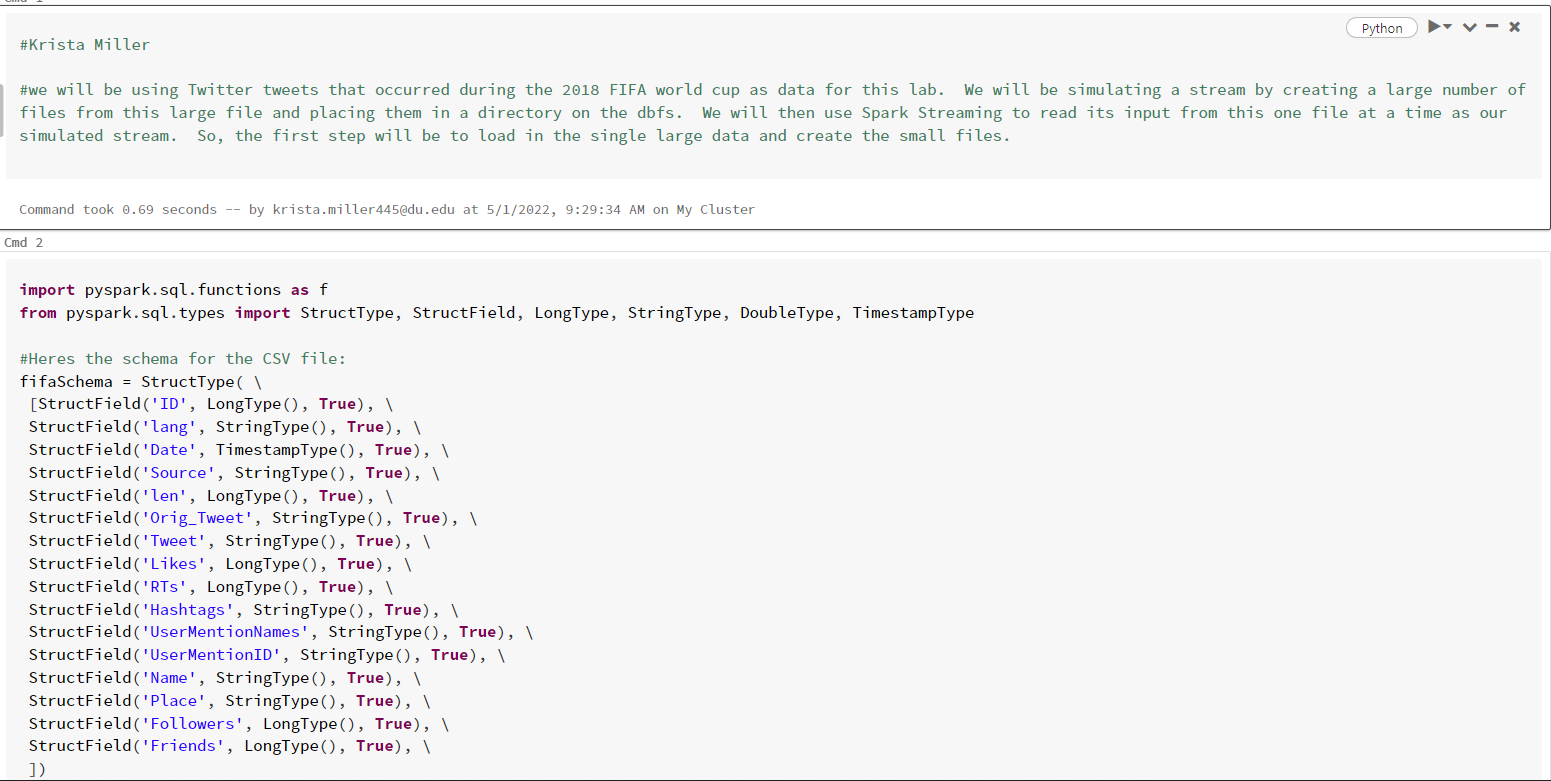 Cmd 1
Python
#Krista Miller
#we will be using Twitter tweets that occurred during the 2018 FIFA world cup as data for this lab.  We will be simulating a stream by creating a large number of
files from this large file and placing them in a directory on the dbfs.  We will then use Spark Streaming to read its input from this one file at a time as our
simulated stream.  So, the first step will be to load in the single large data and create the small files.
Command took 0.69 seconds -- by krista.miller445@du.edu at 5/1/2022, 9:29:34 AM on My Cluster
Cmd 2
import pyspark.sql.functions as f
from pyspark.sql.types import StructType, StructField, LongType, StringType, DoubleType, TimestampType
#Heres the schema for the CSV file:
fifaSchema = StructType( \
 [StructField('ID', LongType(), True), \
 StructField('lang', StringType(), True), \
 StructField('Date', TimestampType(), True), \
 StructField('Source', StringType(), True), \
 StructField('len', LongType(), True), \
 StructField('Orig_Tweet', StringType(), True), \
 StructField('Tweet', StringType(), True), \
 StructField('Likes', LongType(), True), \
 StructField('RTs', LongType(), True), \
 StructField('Hashtags', StringType(), True), \
 StructField('UserMentionNames', StringType(), True), \
 StructField('UserMentionID', StringType(), True), \
 StructField('Name', StringType(), True), \
 StructField('Place', StringType(), True), \
 StructField('Followers', LongType(), True), \
 StructField('Friends', LongType(), True), \
 ])